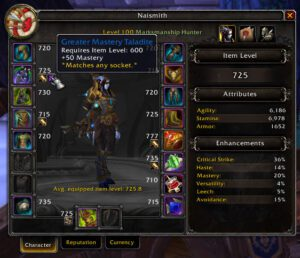 Naismith
Level 100 Marksmanship Hunter
Greater Mastery Taladite
Requires Item Level: 600
+50 Mastery
"Matches any socket."
Item Level
725
Attributes
Agility: 6,186
Stamina: 6,978
Armor: 1652
Enhancements
Critical Strike: 36%
Haste: 14%
Mastery: 20%
Versatility: 4%
Leech: 5%
Avoidance: 15%
720
720
715
720
735
725
710
735
715
Avg. equipped item level: 725.8
725
Character
Reputation
Currency